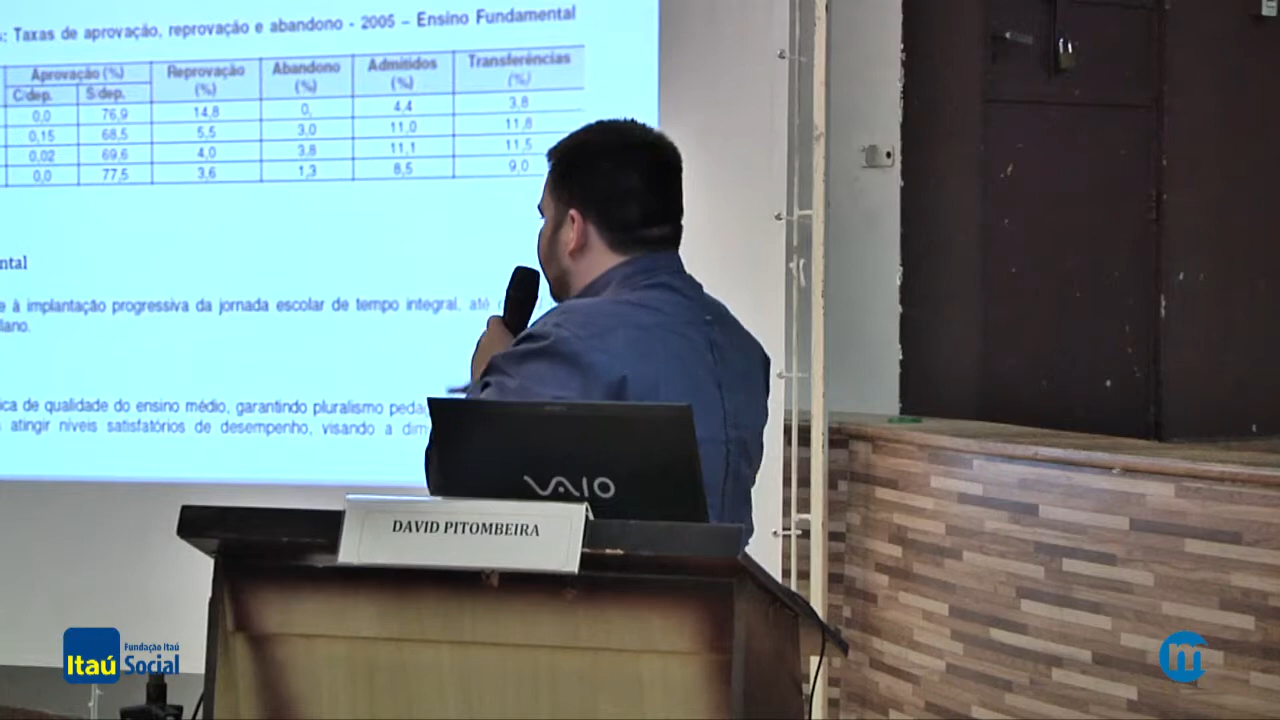 s: Taxas de aprovação, reprovação e abandono - 2005 – Ensino Fundamental
Aprovação (%) Reprovação (%) Abandono (%) Admitidos (%) Transferências (%)
C/dep. S/dep.
0,0 76,9 14,8 0, 4,4 3,8
0,15 68,5 5,5 3,0 11,0 11,8
0,02 69,6 4,0 3,8 11,1 11,5
0,0 77,5 3,6 1,3 8,5 9,0
ntal
e à implantação progressiva da jornada escolar de tempo integral, até
lano.
ica de qualidade do ensino médio, garantindo pluralismo pedag
atingir níveis satisfatórios de desempenho, visando a dim
VAIO
DAVID PITOMBEIRA
Itaú
Fundação Itaú
Social
m